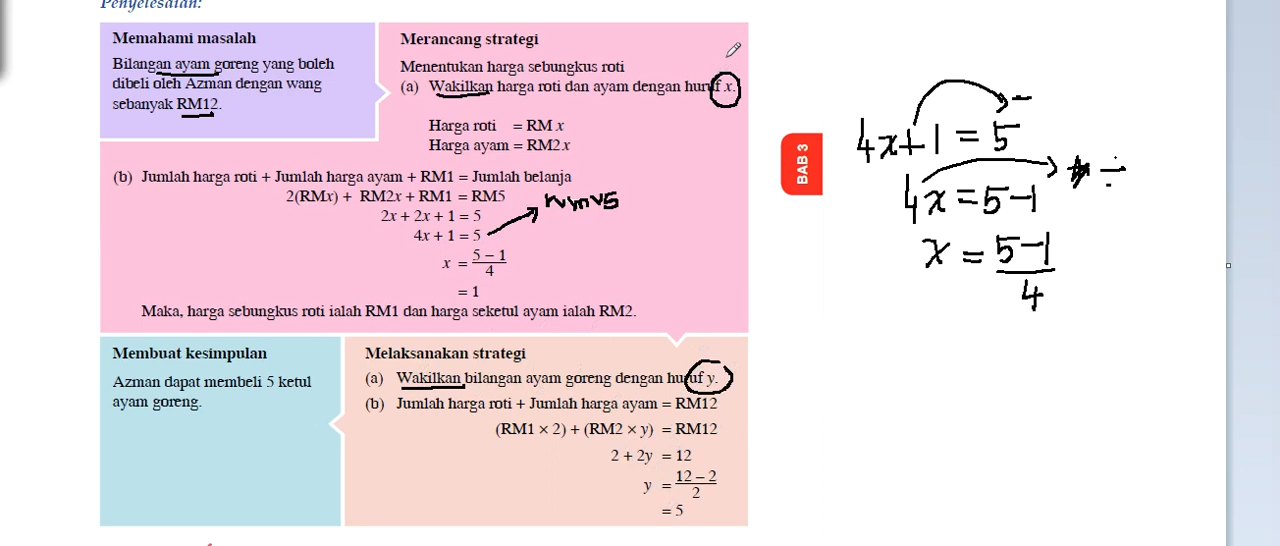 Penyelesaian:
Memahami masalah
Bilangan ayam goreng yang boleh
dibeli oleh Azman dengan wang
sebanyak RM12.
Merancang strategi
Menentukan harga sebungkus roti
(a) Wakilkan harga roti dan ayam dengan huruf x.
Harga roti = RM x
Harga ayam = RM2x
(b) Jumlah harga roti + Jumlah harga ayam + RM1 = Jumlah belanja
2(RMx) + RM2x + RM1 = RM5
2x + 2x + 1 = 5
4x + 1 = 5
x = \frac{5 − 1}{4}
= 1
Maka, harga sebungkus roti ialah RM1 dan harga seketul ayam ialah RM2.
Membuat kesimpulan
Azman dapat membeli 5 ketul
ayam goreng.
Melaksanakan strategi
(a) Wakilkan bilangan ayam goreng dengan huruf y.
(b) Jumlah harga roti + Jumlah harga ayam = RM12
(RM1 × 2) + (RM2 × y) = RM12
2 + 2y = 12
y = \frac{12 − 2}{2}
= 5
BAB 3
−
4x + 1 = 5
÷
4x = 5 − 1
x = \frac{5 − 1}{4}